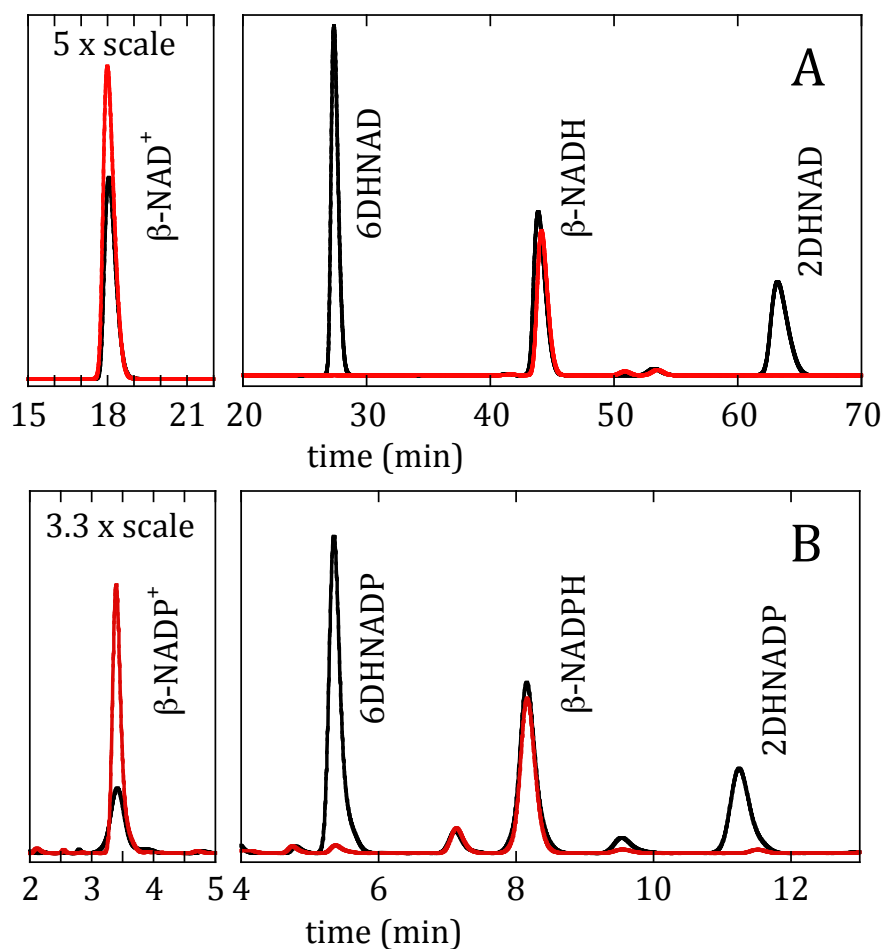 5 x scale
A
β-NAD⁺
6DHNAD
β-NADH
2DHNAD
15 18 21 20 30 40 50 60 70
time (min)
3.3 x scale
B
β-NADP⁺
6DHNADP
β-NADPH
2DHNADP
2 3 4 5 4 6 8 10 12
time (min)